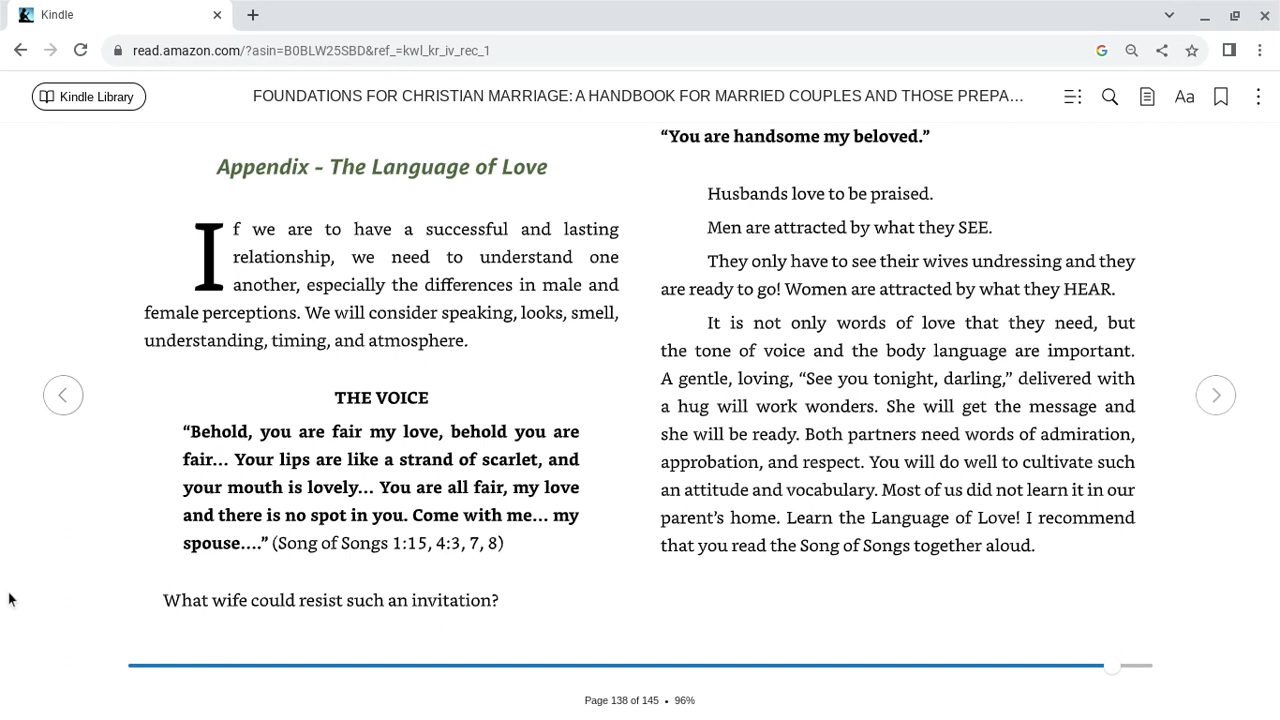 Kindle
read.amazon.com/?asin=B0BLW25SBD&ref_=kwl_kr_iv_rec_1
Kindle Library
FOUNDATIONS FOR CHRISTIAN MARRIAGE: A HANDBOOK FOR MARRIED COUPLES AND THOSE PREPA…
Aa
Appendix - The Language of Love
If we are to have a successful and lasting
relationship, we need to understand one
another, especially the differences in male and
female perceptions. We will consider speaking, looks, smell,
understanding, timing, and atmosphere.
THE VOICE
“Behold, you are fair my love, behold you are
fair… Your lips are like a strand of scarlet, and
your mouth is lovely… You are all fair, my love
and there is no spot in you. Come with me… my
spouse….” (Song of Songs 1:15, 4:3, 7, 8)
What wife could resist such an invitation?
“You are handsome my beloved.”
Husbands love to be praised.
Men are attracted by what they SEE.
They only have to see their wives undressing and they
are ready to go! Women are attracted by what they HEAR.
It is not only words of love that they need, but
the tone of voice and the body language are important.
A gentle, loving, “See you tonight, darling,” delivered with
a hug will work wonders. She will get the message and
she will be ready. Both partners need words of admiration,
approbation, and respect. You will do well to cultivate such
an attitude and vocabulary. Most of us did not learn it in our
parent’s home. Learn the Language of Love! I recommend
that you read the Song of Songs together aloud.
Page 138 of 145 • 96%